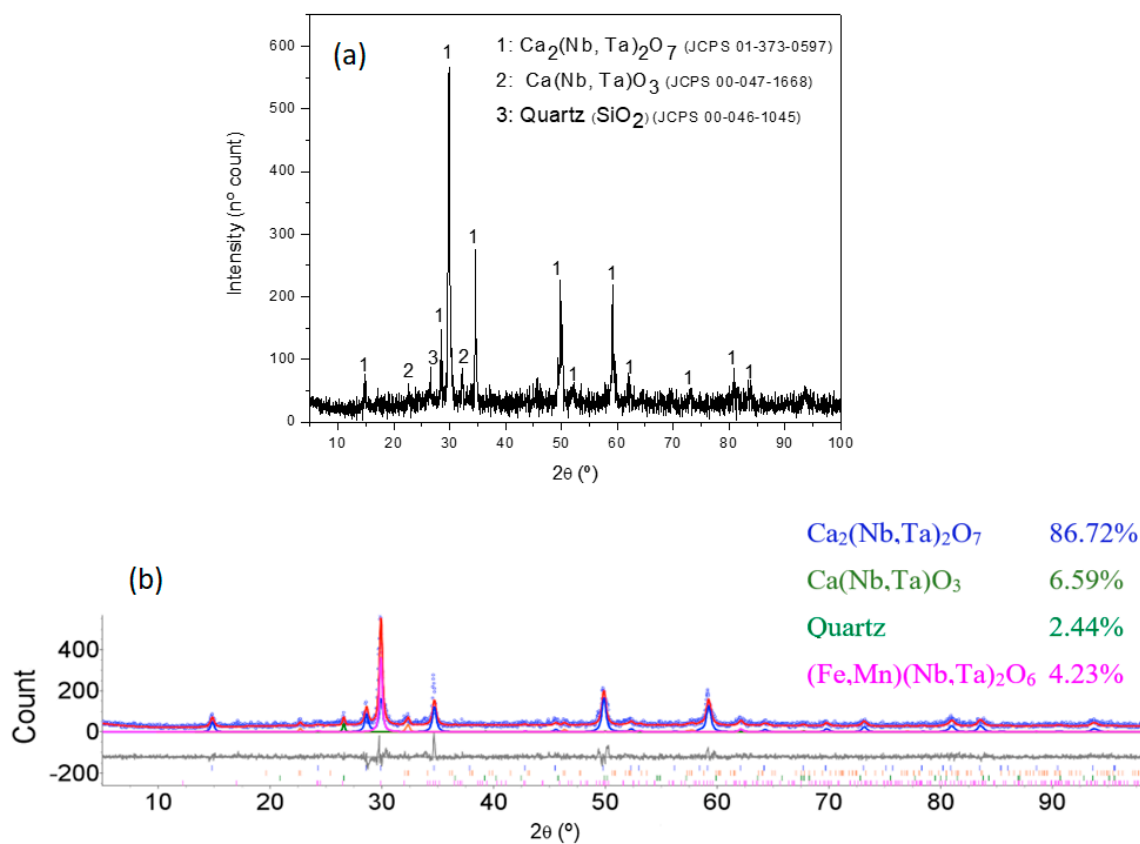 (a)
1: Ca2(Nb, Ta)2O7 (JCPS 01-373-0597)
2: Ca(Nb, Ta)O3 (JCPS 00-047-1668)
3: Quartz (SiO2) (JCPS 00-046-1045)
Intensity (nº count)
600
500
400
300
200
100
0
1
2
3
1
1
2
1
1
1
1
1
1
1
1
10 20 30 40 50 60 70 80 90 100
2θ (º)
(b)
Ca2(Nb,Ta)2O7 86.72%
Ca(Nb,Ta)O3 6.59%
Quartz 2.44%
(Fe,Mn)(Nb,Ta)2O6 4.23%
Count
400
200
0
-200
10 20 30 40 50 60 70 80 90
2θ (º)